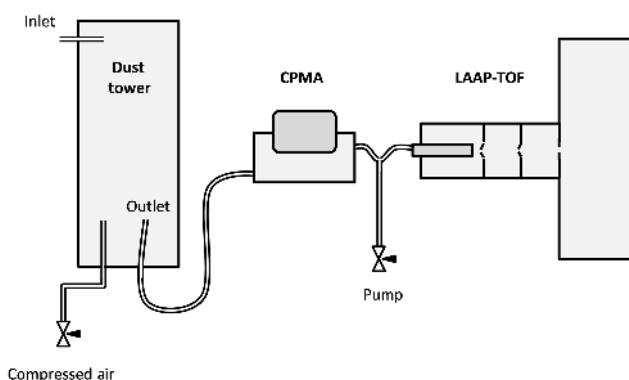 Inlet
Dust
tower
CPMA
LAAP-TOF
Outlet
Pump
Compressed air